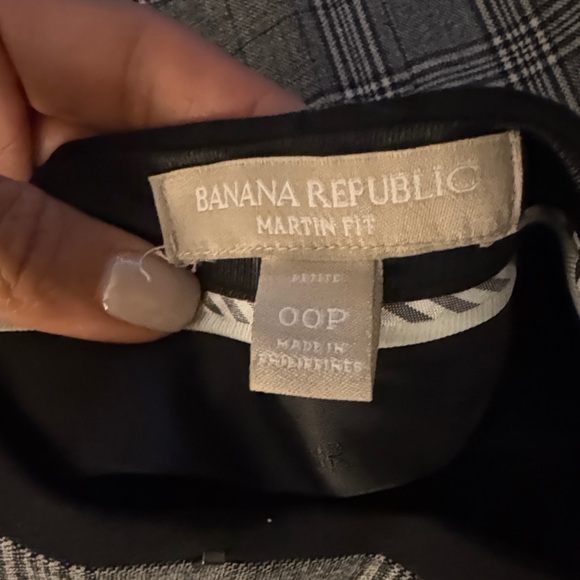 BANANA REPUBLIC
MARTIN FIT
PETITE
00P
MADE IN
PHILIPPINES